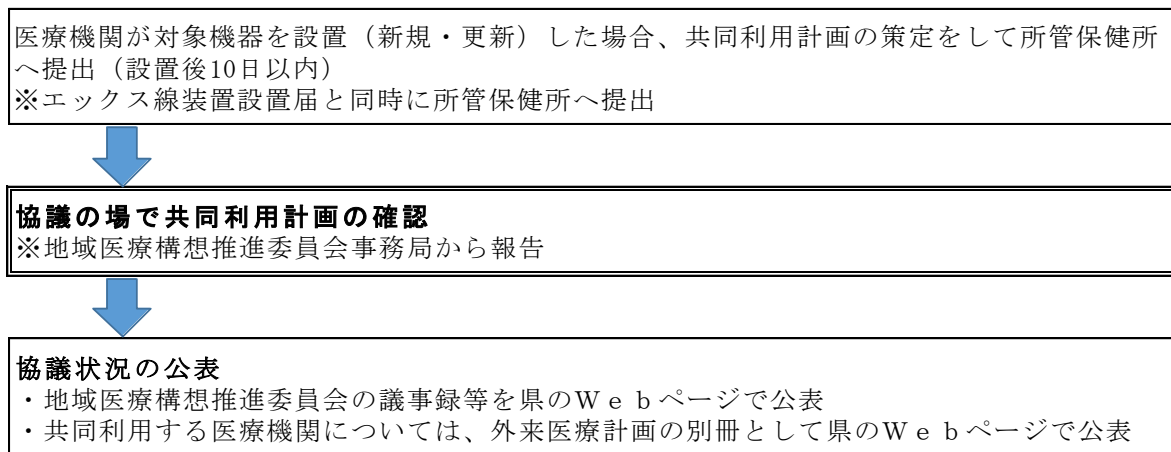 医療機関が対象機器を設置（新規・更新）した場合、共同利用計画の策定をして所管保健所
へ提出（設置後10日以内）
※エックス線装置設置届と同時に所管保健所へ提出
協議の場で共同利用計画の確認
※地域医療構想推進委員会事務局から報告
協議状況の公表
・地域医療構想推進委員会の議事録等を県のＷｅｂページで公表
・共同利用する医療機関については、外来医療計画の別冊として県のＷｅｂページで公表